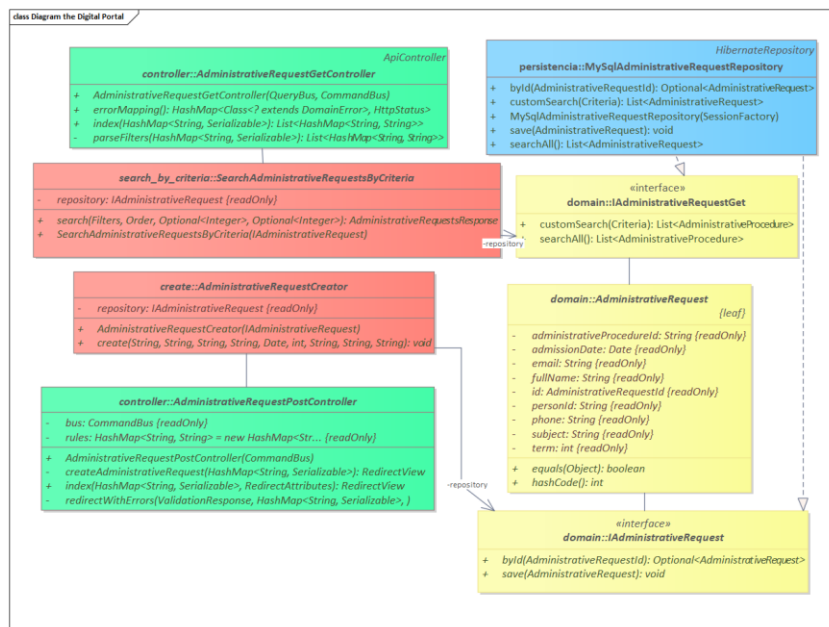 class Diagram the Digital Portal
ApiController
controller::AdministrativeRequestGetController
+ AdministrativeRequestGetController(QueryBus, CommandBus)
+ errorMapping(): HashMap<Class<? extends DomainError>, HttpStatus>
+ index(HashMap<String, Serializable>): List<HashMap<String, String>>
- parseFilters(HashMap<String, Serializable>): List<HashMap<String, String>>
HibernateRepository
persistencia::MySqlAdministrativeRequestRepository
+ byId(AdministrativeRequestId): Optional<AdministrativeRequest>
+ customSearch(Criteria): List<AdministrativeRequest>
+ MySqlAdministrativeRequestRepository(SessionFactory)
+ save(AdministrativeRequest): void
+ searchAll(): List<AdministrativeRequest>
search_by_criteria::SearchAdministrativeRequestsByCriteria
- repository: IAdministrativeRequest {readOnly}
+ search(Filters, Order, Optional<Integer>, Optional<Integer>): AdministrativeRequestsResponse
+ SearchAdministrativeRequestsByCriteria(IAdministrativeRequest)
-repository
«interface»
domain::IAdministrativeRequestGet
+ customSearch(Criteria): List<AdministrativeProcedure>
+ searchAll(): List<AdministrativeProcedure>
create::AdministrativeRequestCreator
- repository: IAdministrativeRequest {readOnly}
+ AdministrativeRequestCreator(IAdministrativeRequest)
+ create(String, String, String, String, Date, int, String, String, String): void
domain::AdministrativeRequest
{leaf}
- administrativeProcedureId: String {readOnly}
- admissionDate: Date {readOnly}
- email: String {readOnly}
- fullName: String {readOnly}
- id: AdministrativeRequestId {readOnly}
- personId: String {readOnly}
- phone: String {readOnly}
- subject: String {readOnly}
- term: int {readOnly}
+ equals(Object): boolean
+ hashCode(): int
controller::AdministrativeRequestPostController
- bus: CommandBus {readOnly}
- rules: HashMap<String, String> = new HashMap<Str... {readOnly}
+ AdministrativeRequestPostController(CommandBus)
- createAdministrativeRequest(HashMap<String, Serializable>): RedirectView
+ index(HashMap<String, Serializable>, RedirectAttributes): RedirectView
- redirectWithErrors(ValidationResponse, HashMap<String, Serializable>, )
-repository
«interface»
domain::IAdministrativeRequest
+ byId(AdministrativeRequestId): Optional<AdministrativeRequest>
+ save(AdministrativeRequest): void